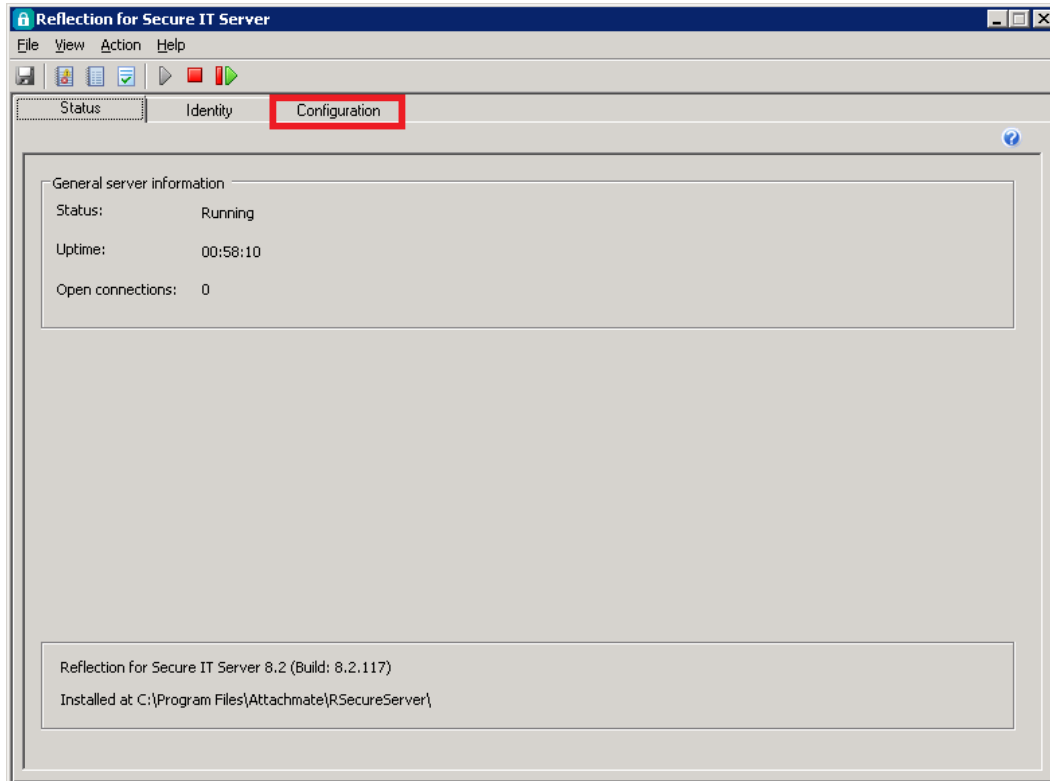 Reflection for Secure IT Server
File View Action Help
Status Identity Configuration
General server information
Status: Running
Uptime: 00:58:10
Open connections: 0
Reflection for Secure IT Server 8.2 (Build: 8.2.117)
Installed at C:\Program Files\Attachmate\RSecureServer\